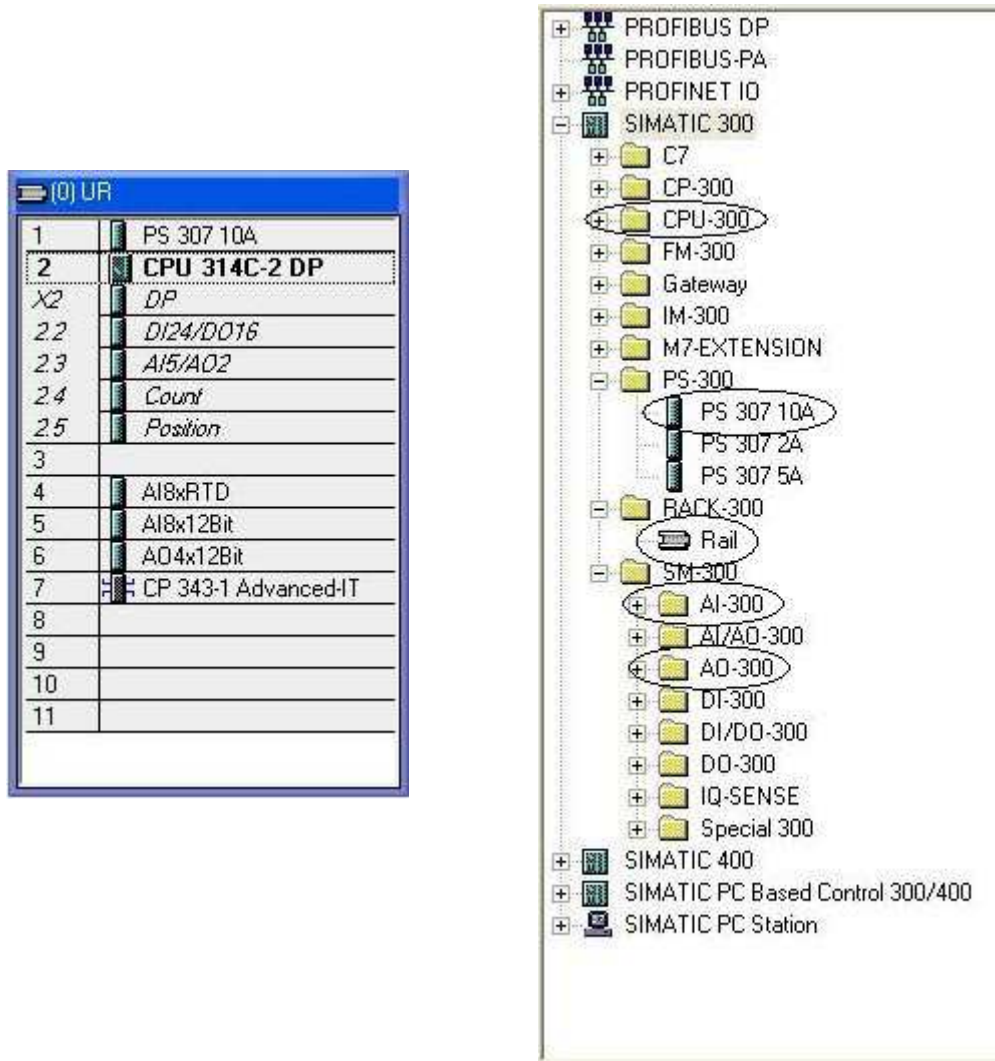 (0) UR
1 PS 307 10A
2 CPU 314C-2 DP
X2 DP
2.2 DI24/DO16
2.3 AI5/AO2
2.4 Count
2.5 Position
3
4 AI8xRTD
5 AI8x12Bit
6 AO4x12Bit
7 CP 343-1 Advanced-IT
8
9
10
11
PROFIBUS DP
PROFIBUS-PA
PROFINET IO
SIMATIC 300
C7
CP-300
CPU-300
FM-300
Gateway
IM-300
M7-EXTENSION
PS-300
PS 307 10A
PS 307 2A
PS 307 5A
RACK-300
Rail
SM-300
AI-300
AI/AO-300
AO-300
DI-300
DI/DO-300
DO-300
IQ-SENSE
Special 300
SIMATIC 400
SIMATIC PC Based Control 300/400
SIMATIC PC Station